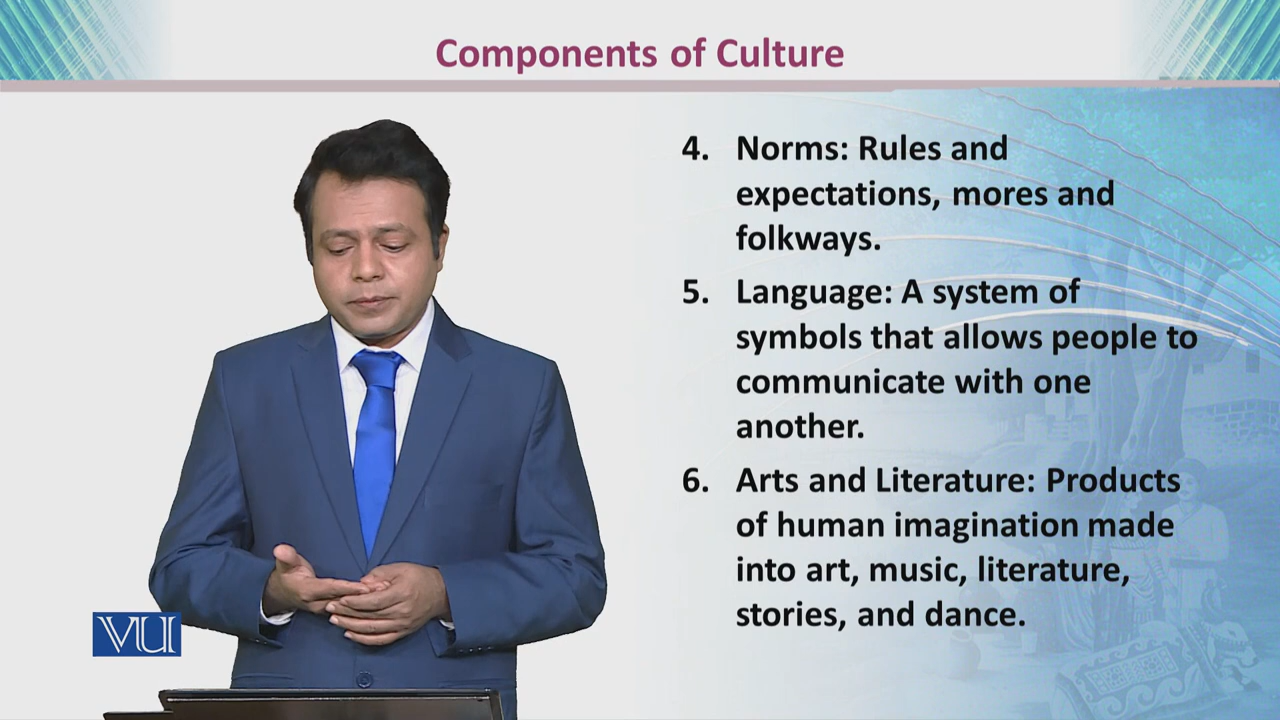 Components of Culture
4. Norms: Rules and
expectations, mores and
folkways.
5. Language: A system of
symbols that allows people to
communicate with one
another.
6. Arts and Literature: Products
of human imagination made
into art, music, literature,
stories, and dance.
VU